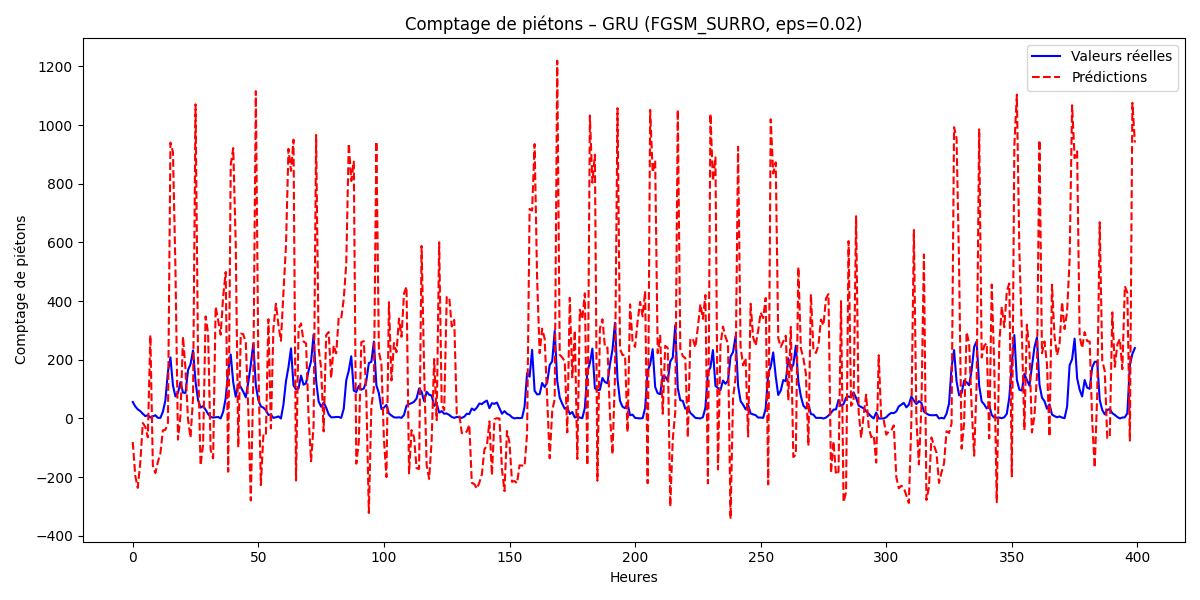 Comptage de piétons – GRU (FGSM_SURRO, eps=0.02)
Valeurs réelles
Prédictions
Comptage de piétons
1200
1000
800
600
400
200
0
−200
−400
0 50 100 150 200 250 300 350 400
Heures